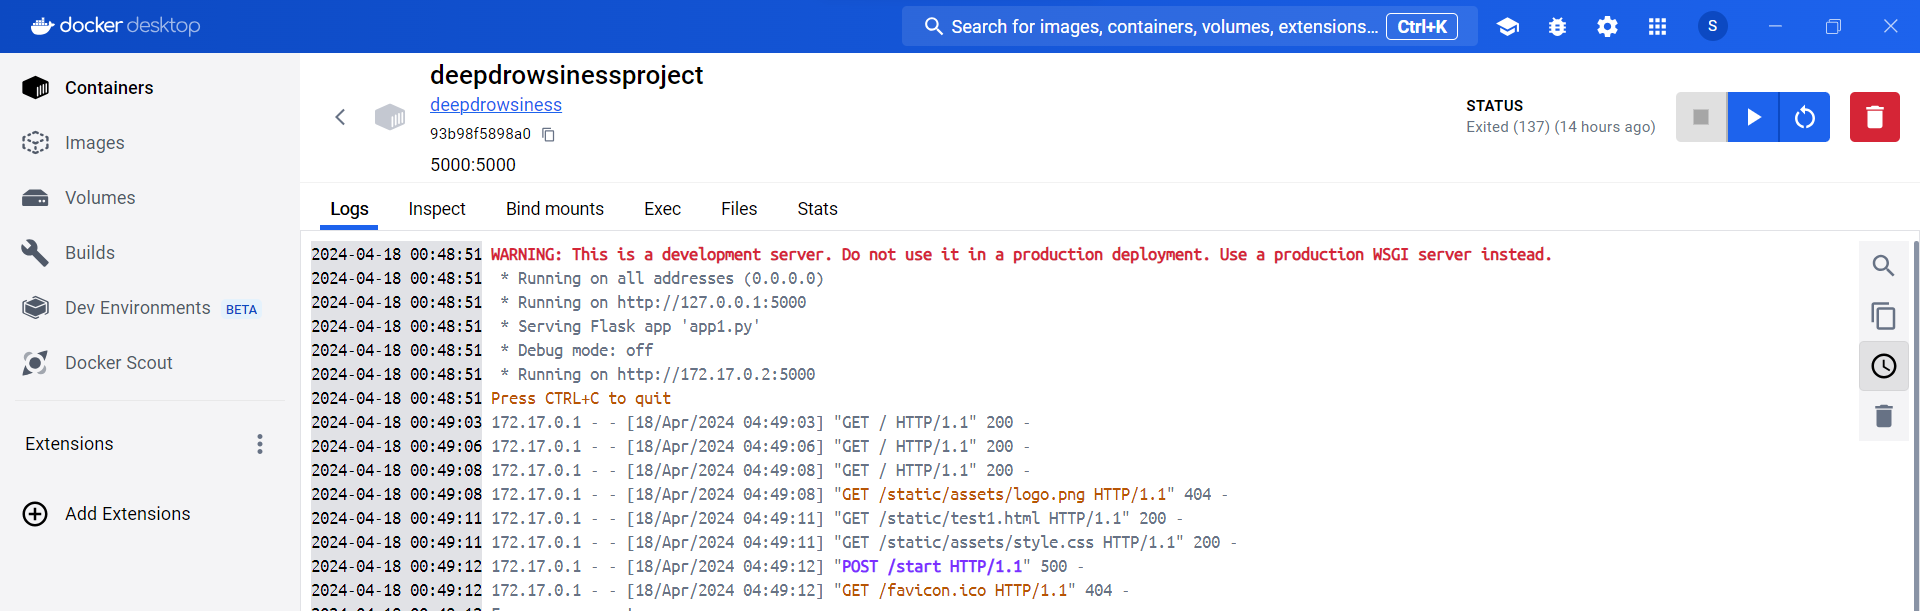 docker desktop
Search for images, containers, volumes, extensions... Ctrl+K
S
Containers
Images
Volumes
Builds
Dev Environments BETA
Docker Scout
Extensions
Add Extensions
deepdrowsinessproject
deepdrowsiness
93b98f5898a0
5000:5000
STATUS
Exited (137) (14 hours ago)
Logs Inspect Bind mounts Exec Files Stats
2024-04-18 00:48:51 WARNING: This is a development server. Do not use it in a production deployment. Use a production WSGI server instead.
2024-04-18 00:48:51 * Running on all addresses (0.0.0.0)
2024-04-18 00:48:51 * Running on http://127.0.0.1:5000
2024-04-18 00:48:51 * Serving Flask app 'app1.py'
2024-04-18 00:48:51 * Debug mode: off
2024-04-18 00:48:51 * Running on http://172.17.0.2:5000
2024-04-18 00:48:51 Press CTRL+C to quit
2024-04-18 00:49:03 172.17.0.1 - - [18/Apr/2024 04:49:03] "GET / HTTP/1.1" 200 -
2024-04-18 00:49:06 172.17.0.1 - - [18/Apr/2024 04:49:06] "GET / HTTP/1.1" 200 -
2024-04-18 00:49:08 172.17.0.1 - - [18/Apr/2024 04:49:08] "GET / HTTP/1.1" 200 -
2024-04-18 00:49:08 172.17.0.1 - - [18/Apr/2024 04:49:08] "GET /static/assets/logo.png HTTP/1.1" 404 -
2024-04-18 00:49:11 172.17.0.1 - - [18/Apr/2024 04:49:11] "GET /static/test1.html HTTP/1.1" 200 -
2024-04-18 00:49:11 172.17.0.1 - - [18/Apr/2024 04:49:11] "GET /static/assets/style.css HTTP/1.1" 200 -
2024-04-18 00:49:12 172.17.0.1 - - [18/Apr/2024 04:49:12] "POST /start HTTP/1.1" 500 -
2024-04-18 00:49:12 172.17.0.1 - - [18/Apr/2024 04:49:12] "GET /favicon.ico HTTP/1.1" 404 -